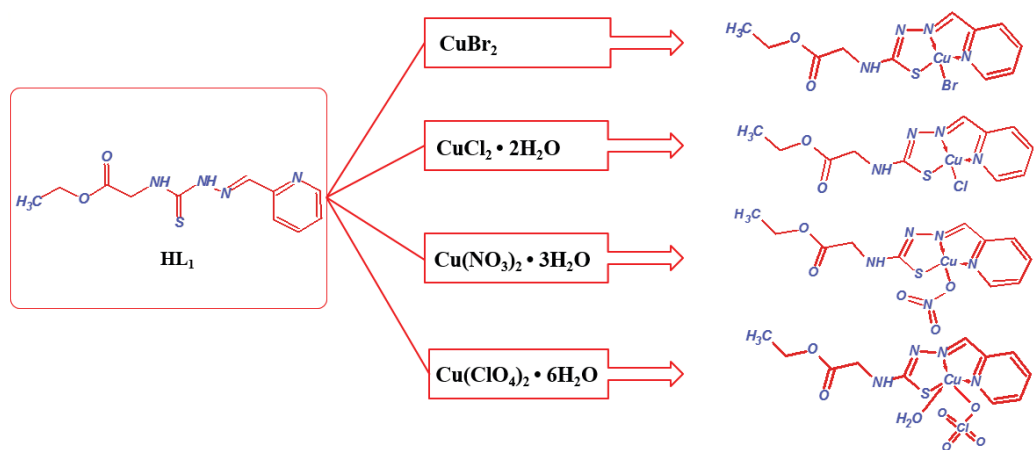 CuBr₂
CuCl₂ • 2H₂O
Cu(NO₃)₂ • 3H₂O
Cu(ClO₄)₂ • 6H₂O
O
H₃C
O
NH
S
NH
N
N
HL₁
H₃C
O
O
NH
N
N
S
Cu
N
Br
H₃C
O
O
NH
N
N
S
Cu
N
Cl
H₃C
O
O
NH
N
N
S
Cu
N
O
O
N
O
H₃C
O
O
NH
N
N
S
Cu
N
H₂O
O
O
Cl
O
O